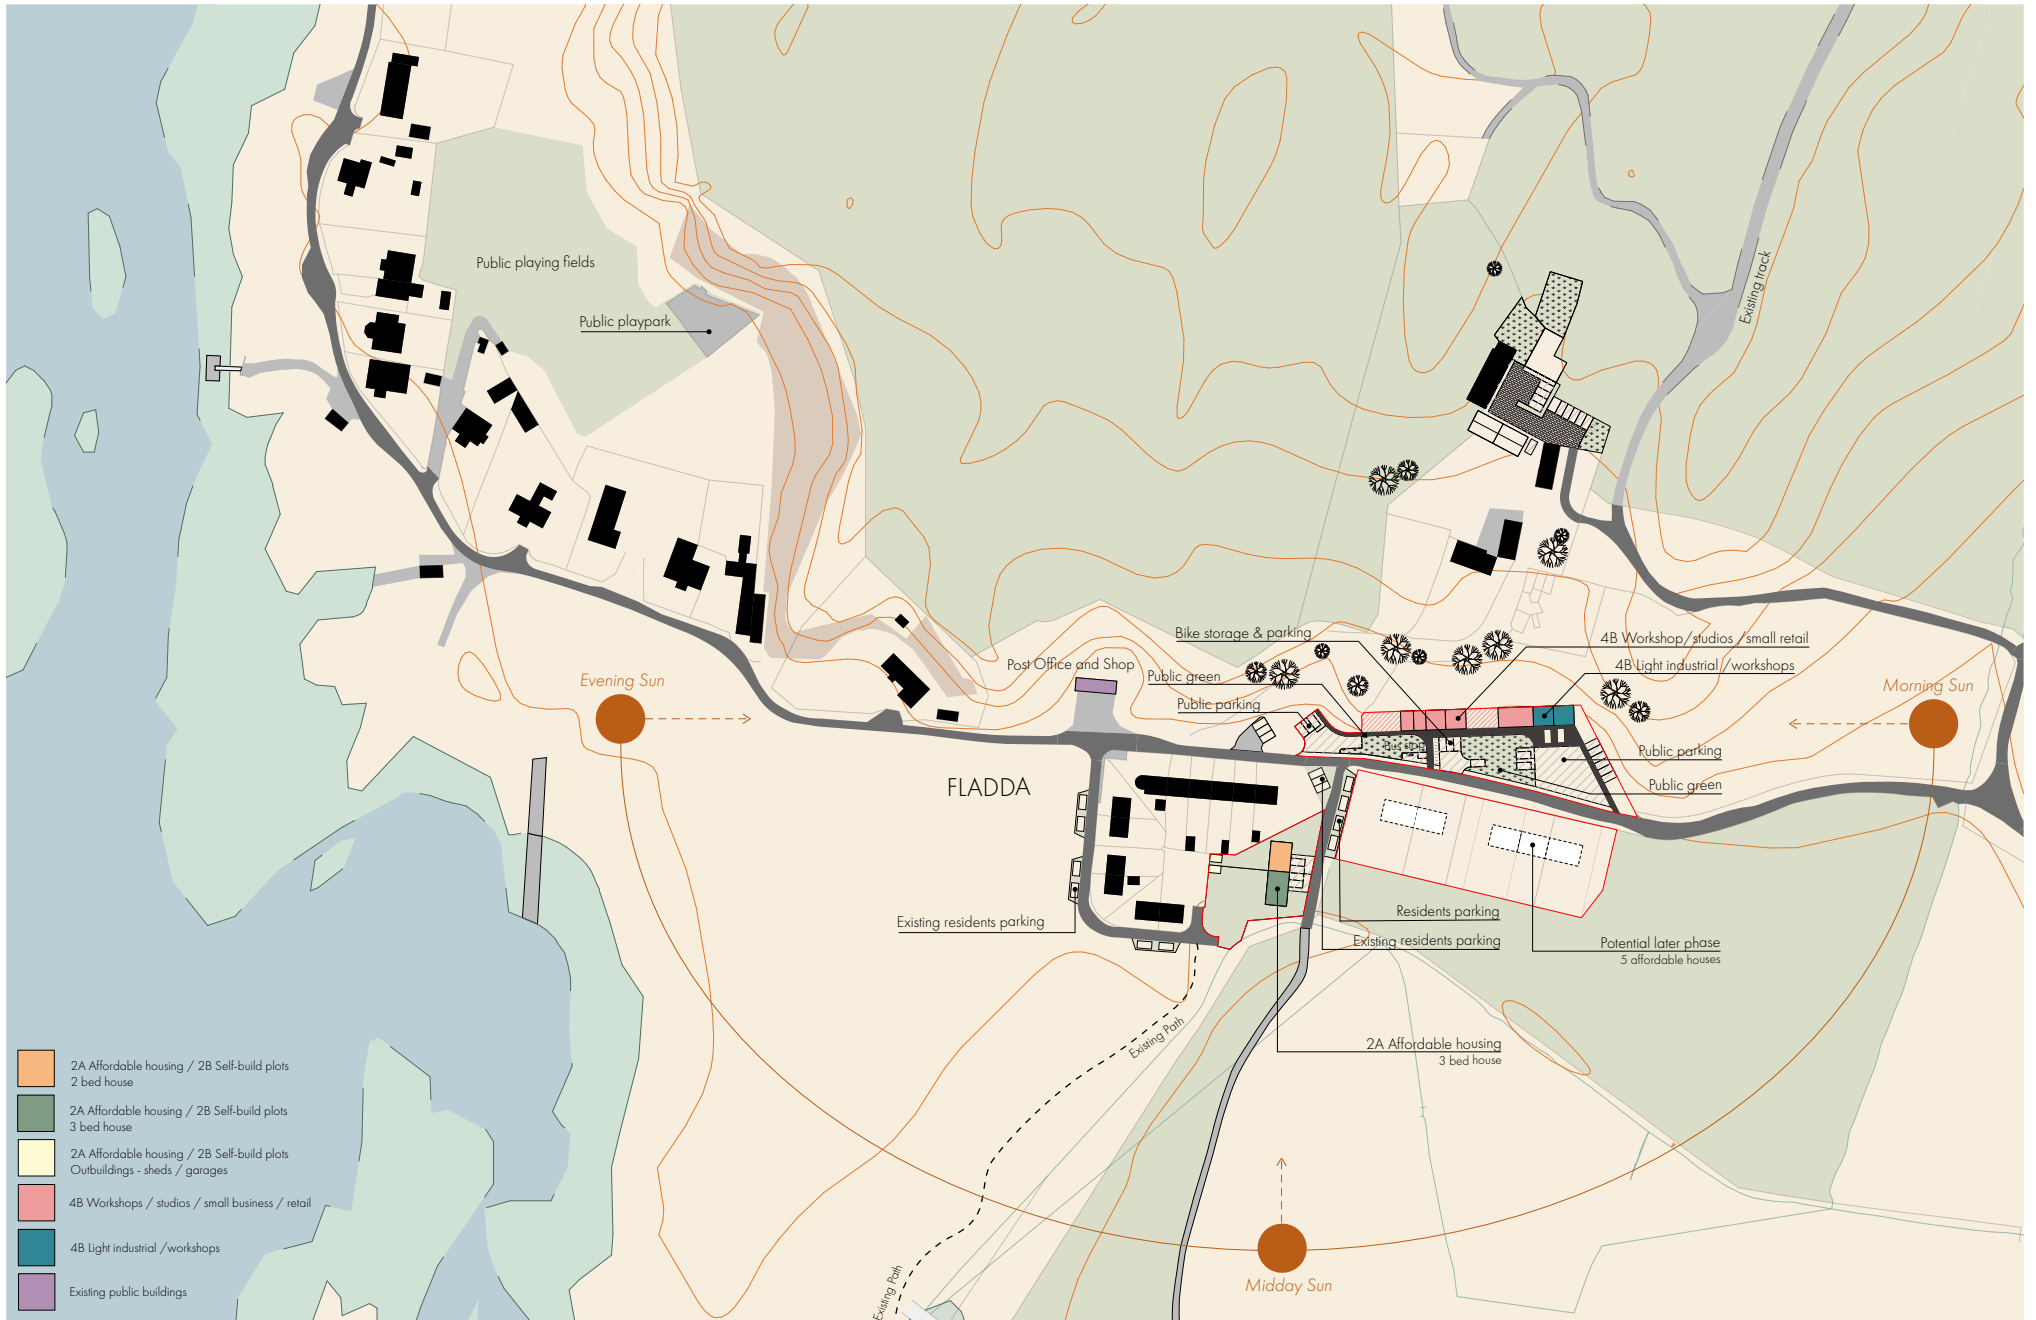 Public playing fields
Public playpark
Existing track
Bike storage & parking
4B Workshop/studios /small retail
Post Office and Shop
4B Light industrial /workshops
Public green
Evening Sun
Morning Sun
Public parking
Bus stop
Public parking
Public green
FLADDA
Existing residents parking
Residents parking
Existing residents parking
Potential later phase
5 affordable houses
Existing Path
2A Affordable housing
3 bed house
2A Affordable housing / 2B Self-build plots
2 bed house
2A Affordable housing / 2B Self-build plots
3 bed house
2A Affordable housing / 2B Self-build plots
Outbuildings - sheds / garages
4B Workshops / studios / small business / retail
4B Light industrial /workshops
Existing public buildings
Existing Path
Midday Sun